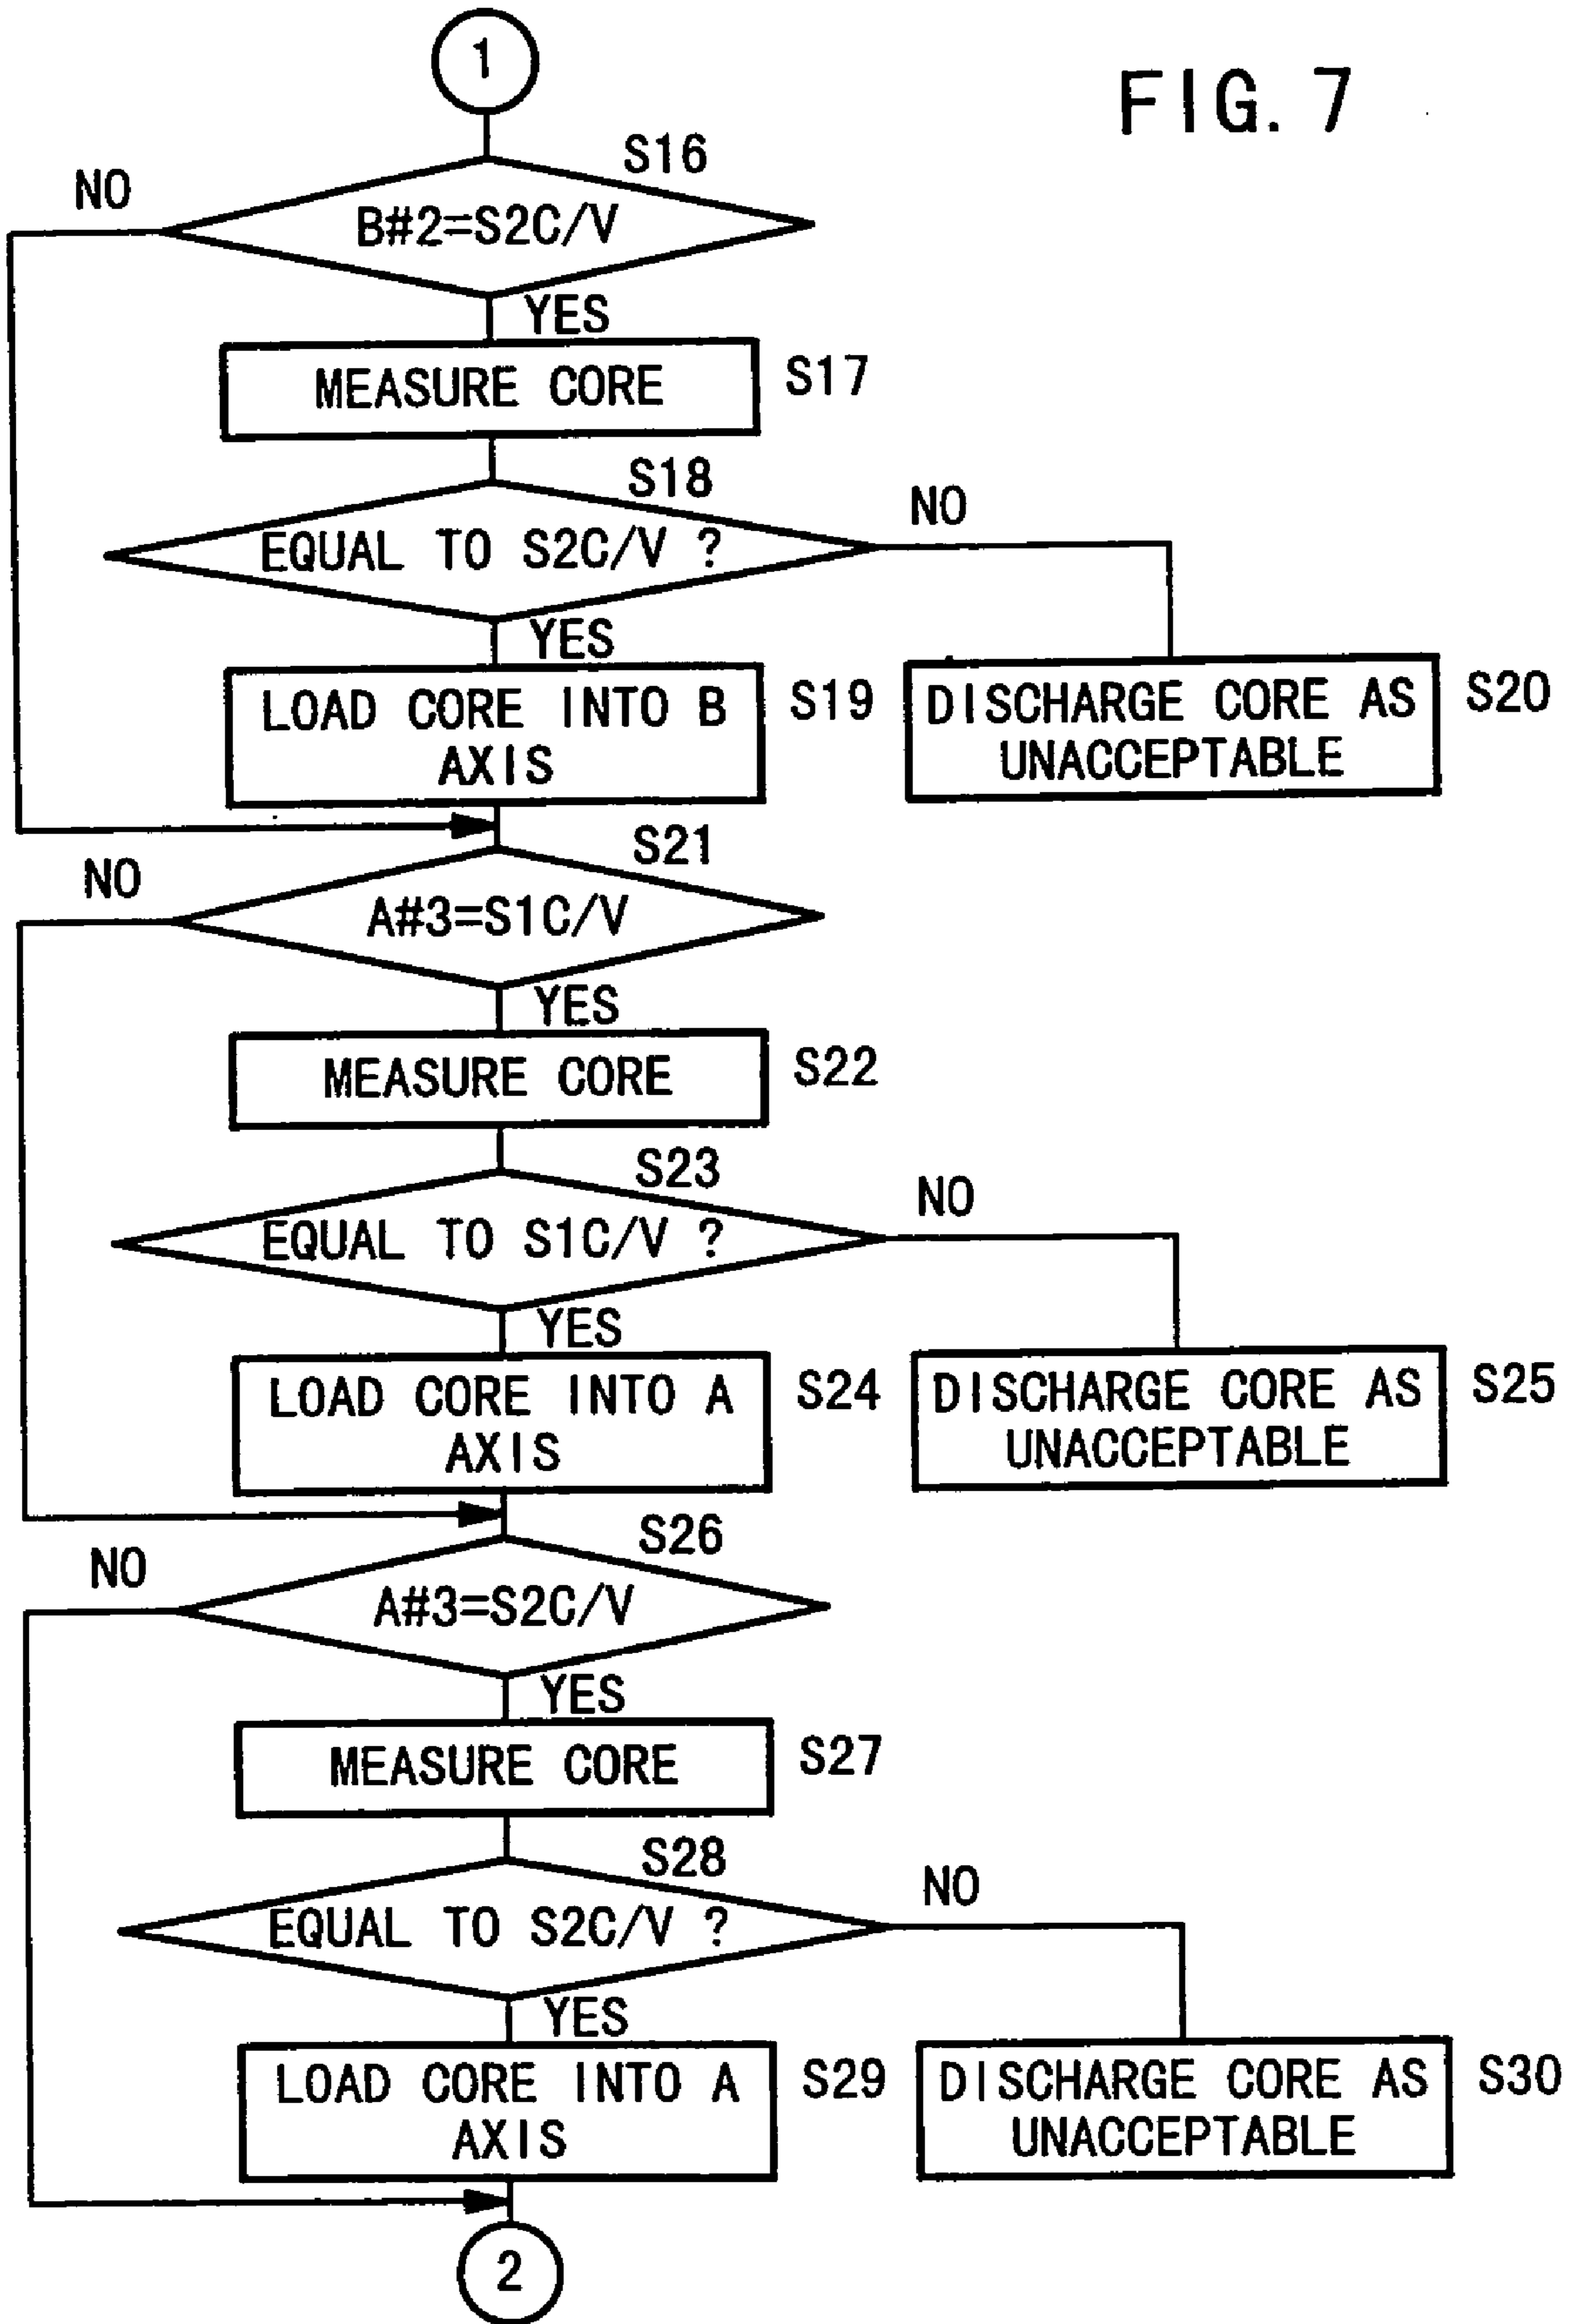 1
FIG. 7
S16
NO
B#2=S2C/V
YES
MEASURE CORE
S17
S18
NO
EQUAL TO S2C/V ?
YES
LOAD CORE INTO B
AXIS
S19
DISCHARGE CORE AS
UNACCEPTABLE
S20
S21
NO
A#3=S1C/V
YES
MEASURE CORE
S22
S23
NO
EQUAL TO S1C/V ?
YES
LOAD CORE INTO A
AXIS
S24
DISCHARGE CORE AS
UNACCEPTABLE
S25
S26
NO
A#3=S2C/V
YES
MEASURE CORE
S27
S28
NO
EQUAL TO S2C/V ?
YES
LOAD CORE INTO A
AXIS
S29
DISCHARGE CORE AS
UNACCEPTABLE
S30
2